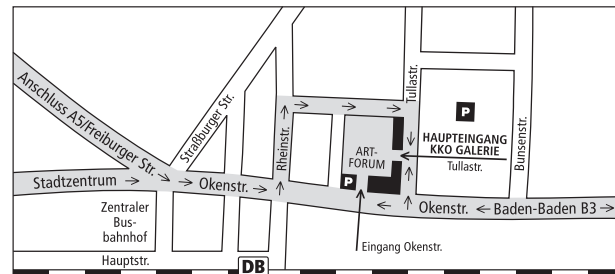 Anschluss A5/Freiburger Str.
Straßburger Str.
Tullastr.
P
HAUPTEINGANG
KKO GALERIE
Tullastr.
Bunsenstr.
Rheinstr.
ART-
FORUM
P
Stadtzentrum
Okenstr.
Okenstr.
Baden-Baden B3
Zentraler
Bus-
bahnhof
Eingang Okenstr.
Hauptstr.
DB